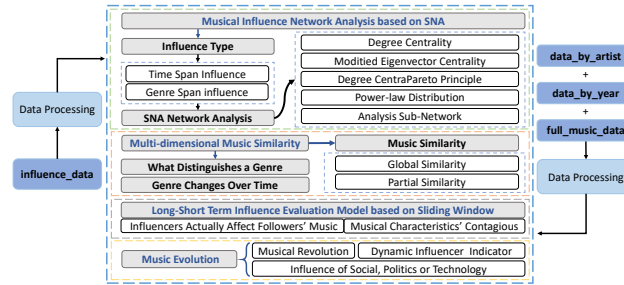 Musical Influence Network Analysis based on SNA
Influence Type
Time Span Influence
Genre Span influence
SNA Network Analysis
Degree Centrality
Moditied Eigenvector Centrality
Degree CentraPareto Principle
Power-law Distribution
Analysis Sub-Network
Data Processing
influence_data
data_by_artist
+
data_by_year
+
full_music_data
Data Processing
Multi-dimensional Music Similarity
What Distinguishes a Genre
Genre Changes Over Time
Music Similarity
Global Similarity
Partial Similarity
Long-Short Term Influence Evaluation Model based on Sliding Window
Influencers Actually Affect Followers' Music
Musical Characteristics' Contagious
Music Evolution
Musical Revolution
Dynamic Influencer Indicator
Influence of Social, Politics or Technology